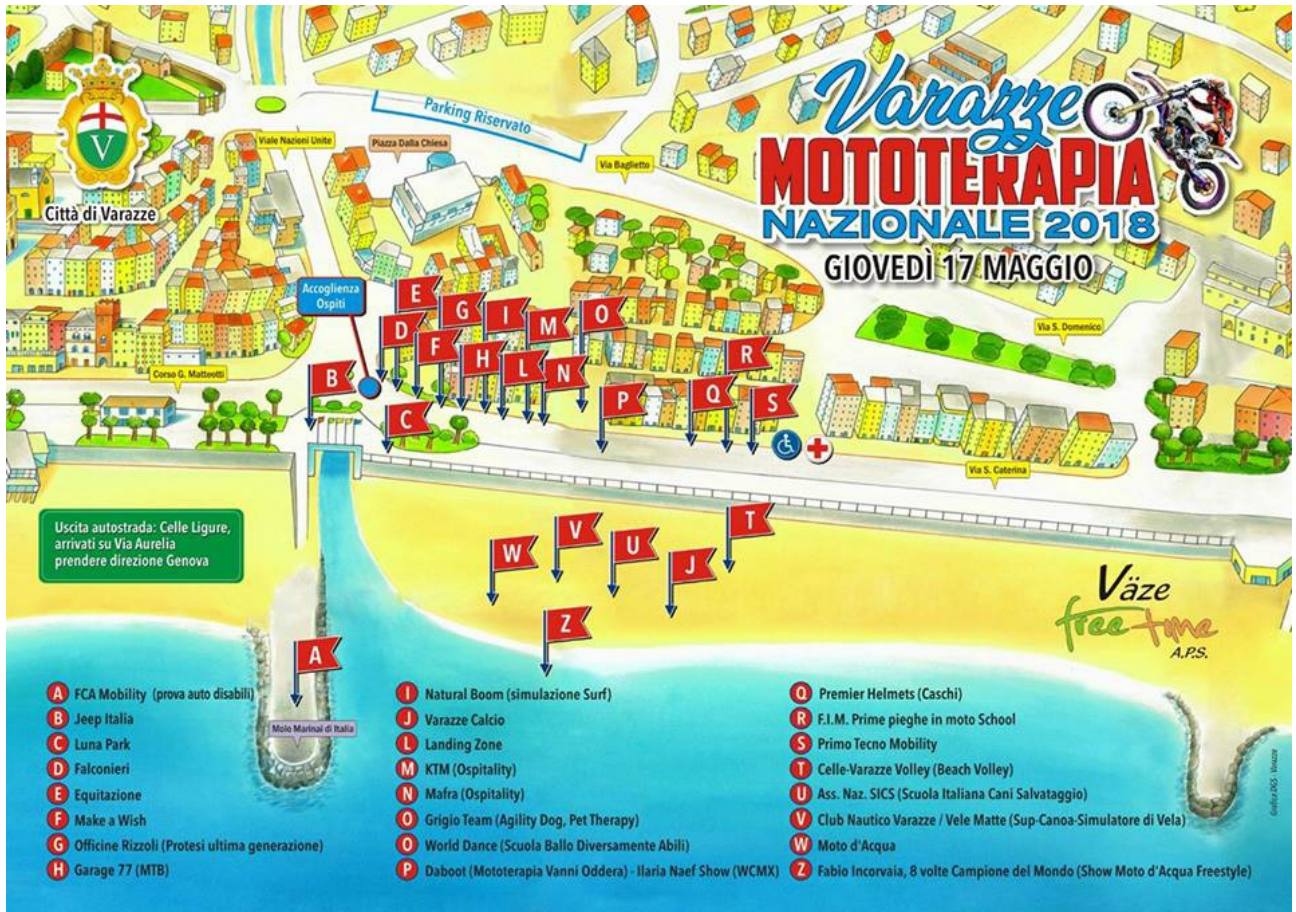 V
Città di Varazze
Viale Nazioni Unite
Parking Riservato
Piazza Dalla Chiesa
Via Baglietto
Varazze
MOTOTERAPIA
NAZIONALE 2018
GIOVEDÌ 17 MAGGIO
Accoglienza
Ospiti
E
G
I
M
O
D
F
H
L
N
R
B
C
P
Q
S
Via S. Domenico
Corso G. Matteotti
Via S. Caterina
Uscita autostrada: Celle Ligure,
arrivati su Via Aurelia
prendere direzione Genova
W
V
U
J
T
Z
A
Väze
free time
A.P.S.
Molo Marinai di Italia
A FCA Mobility (prova auto disabili)
B Jeep Italia
C Luna Park
D Falconieri
E Equitazione
F Make a Wish
G Officine Rizzoli (Protesi ultima generazione)
H Garage 77 (MTB)
I Natural Boom (simulazione Surf)
J Varazze Calcio
L Landing Zone
M KTM (Ospitality)
N Mafra (Ospitality)
O Grigio Team (Agility Dog, Pet Therapy)
O World Dance (Scuola Ballo Diversamente Abili)
P Daboot (Mototerapia Vanni Oddera) - Ilaria Naef Show (WCMX)
Q Premier Helmets (Caschi)
R F.I.M. Prime pieghe in moto School
S Primo Tecno Mobility
T Celle-Varazze Volley (Beach Volley)
U Ass. Naz. SICS (Scuola Italiana Cani Salvataggio)
V Club Nautico Varazze / Vele Matte (Sup-Canoa-Simulatore di Vela)
W Moto d'Acqua
Z Fabio Incorvaia, 8 volte Campione del Mondo (Show Moto d'Acqua Freestyle)
Grafica DGS - Varazze